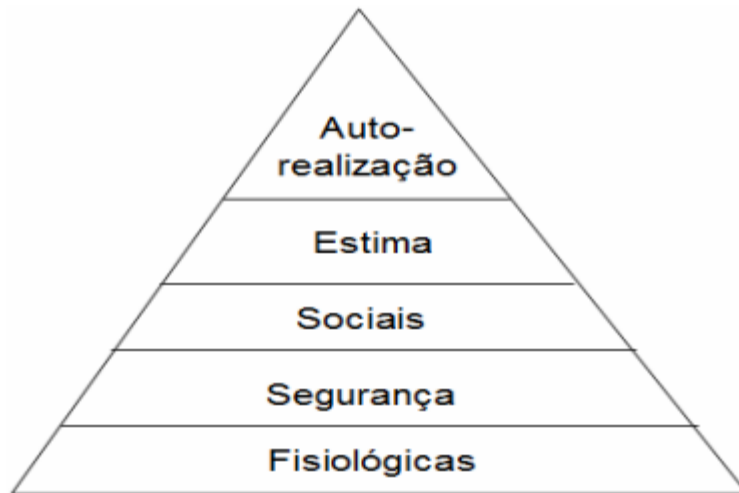 Auto-
realização
Estima
Sociais
Segurança
Fisiológicas